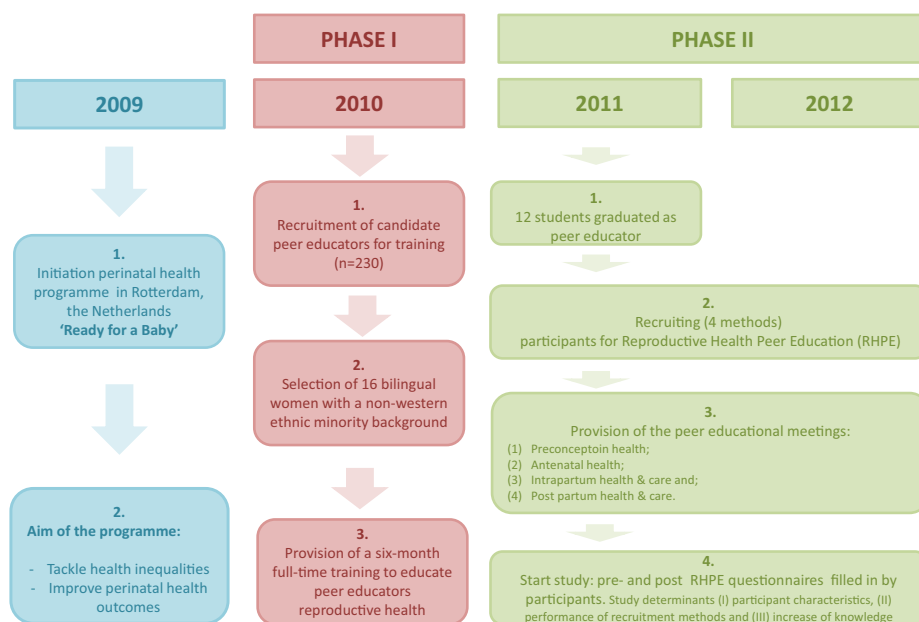 PHASE I
PHASE II
2009
2010
2011
2012
1.
Initiation perinatal health
programme in Rotterdam,
the Netherlands
'Ready for a Baby'
2.
Aim of the programme:
- Tackle health inequalities
- Improve perinatal health
outcomes
1.
Recruitment of candidate
peer educators for training
(n=230)
2.
Selection of 16 bilingual
women with a non-western
ethnic minority background
3.
Provision of a six-month
full-time training to educate
peer educators
reproductive health
1.
12 students graduated as
peer educator
2.
Recruiting (4 methods)
participants for Reproductive Health Peer Education (RHPE)
3.
Provision of the peer educational meetings:
(1) Preconceptoin health;
(2) Antenatal health;
(3) Intrapartum health & care and;
(4) Post partum health & care.
4.
Start study: pre- and post RHPE questionnaires filled in by
participants. Study determinants (I) participant characteristics, (II)
performance of recruitment methods and (III) increase of knowledge